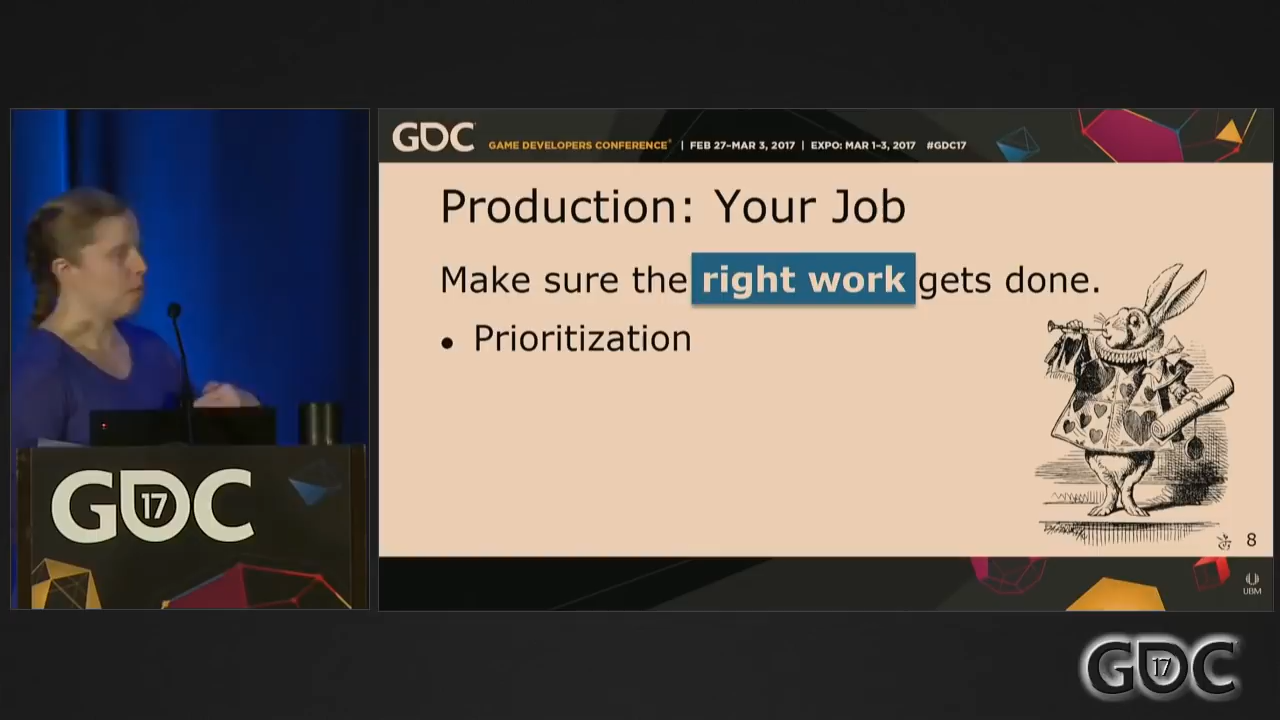 GDC
GAME DEVELOPERS CONFERENCE® | FEB 27–MAR 3, 2017 | EXPO: MAR 1–3, 2017 #GDC17
Production: Your Job
Make sure the right work gets done.
• Prioritization
8
UBM
GDC 17
GDC 17